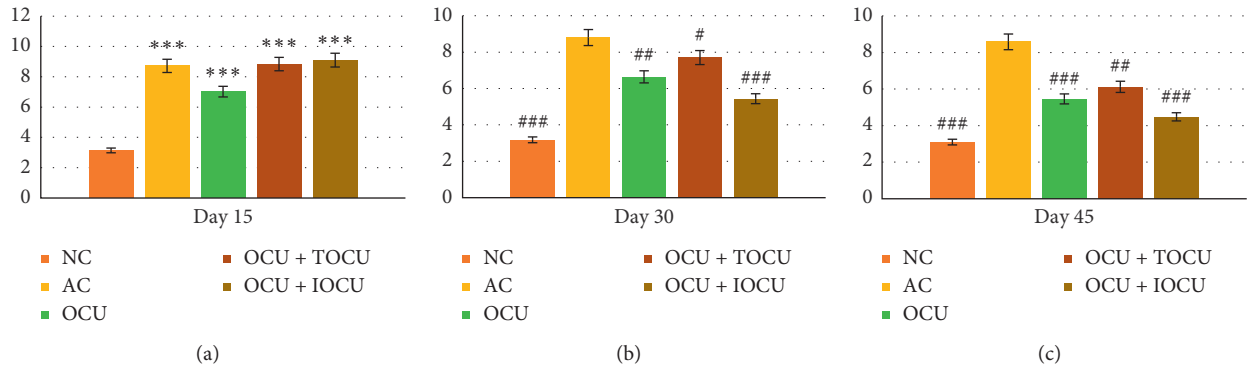 12
10
8
6
4
2
0
***
***
***
***
Day 15
NC
AC
OCU
OCU + TOCU
OCU + IOCU
(a)
10
8
6
4
2
0
###
##
#
###
Day 30
NC
AC
OCU
OCU + TOCU
OCU + IOCU
(b)
10
8
6
4
2
0
###
###
##
###
Day 45
NC
AC
OCU
OCU + TOCU
OCU + IOCU
(c)